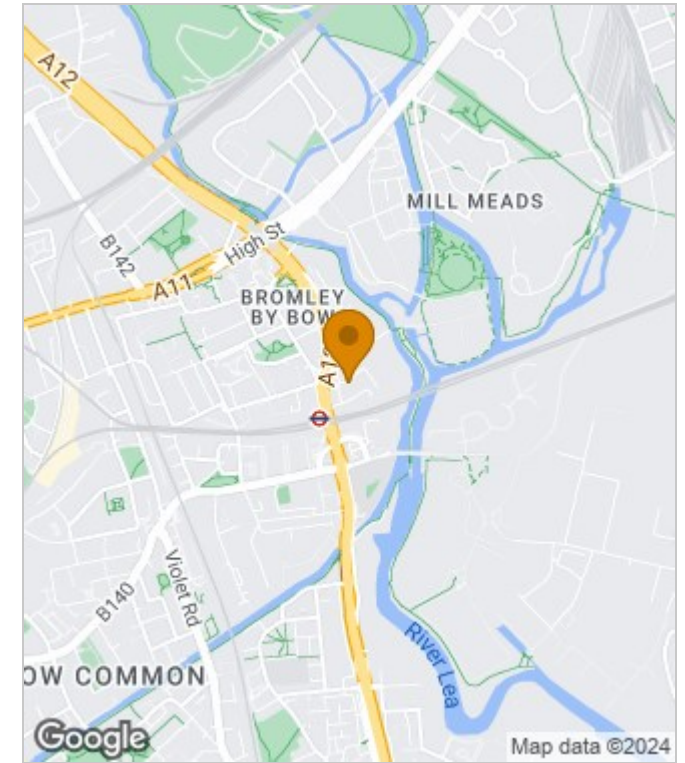 A12
MILL MEADS
B142
High St
A11
BROMLEY
BY BOW
A12
Violet Rd
B140
River Lea
OW COMMON
Google
Map data ©2024